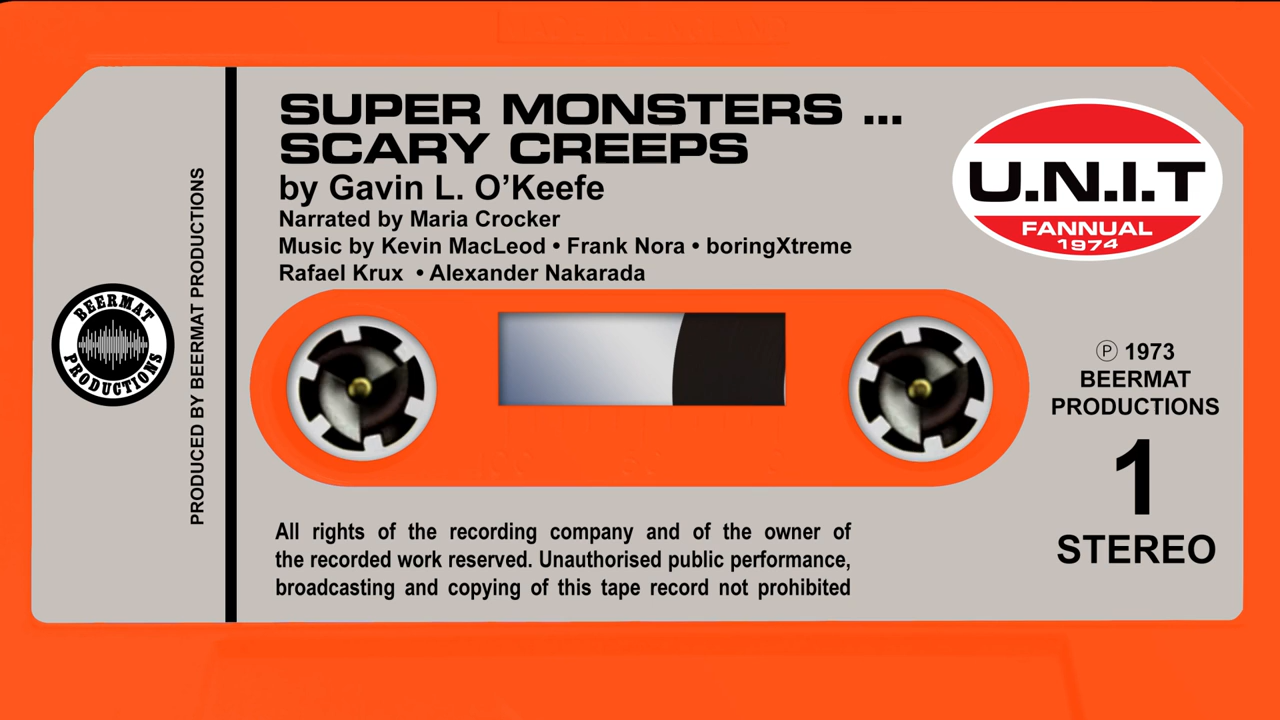 SUPER MONSTERS ...
SCARY CREEPS
by Gavin L. O’Keefe
Narrated by Maria Crocker
Music by Kevin MacLeod • Frank Nora • boringXtreme
Rafael Krux • Alexander Nakarada
U.N.I.T
FANNUAL
1974
BEERMAT
PRODUCTIONS
PRODUCED BY BEERMAT PRODUCTIONS
Ⓟ 1973
BEERMAT
PRODUCTIONS
1
STEREO
All rights of the recording company and of the owner of
the recorded work reserved. Unauthorised public performance,
broadcasting and copying of this tape record not prohibited